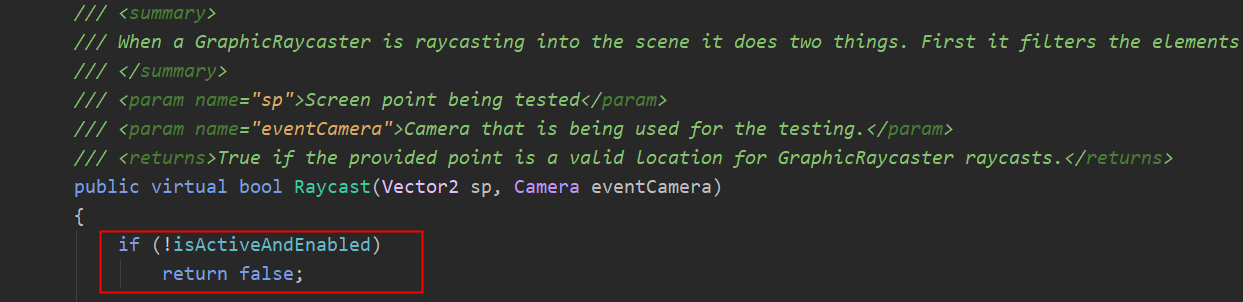 /// <summary>
/// When a GraphicRaycaster is raycasting into the scene it does two things. First it filters the elements
/// </summary>
/// <param name="sp">Screen point being tested</param>
/// <param name="eventCamera">Camera that is being used for the testing.</param>
/// <returns>True if the provided point is a valid location for GraphicRaycaster raycasts.</returns>
public virtual bool Raycast(Vector2 sp, Camera eventCamera)
{
if (!isActiveAndEnabled)
return false;